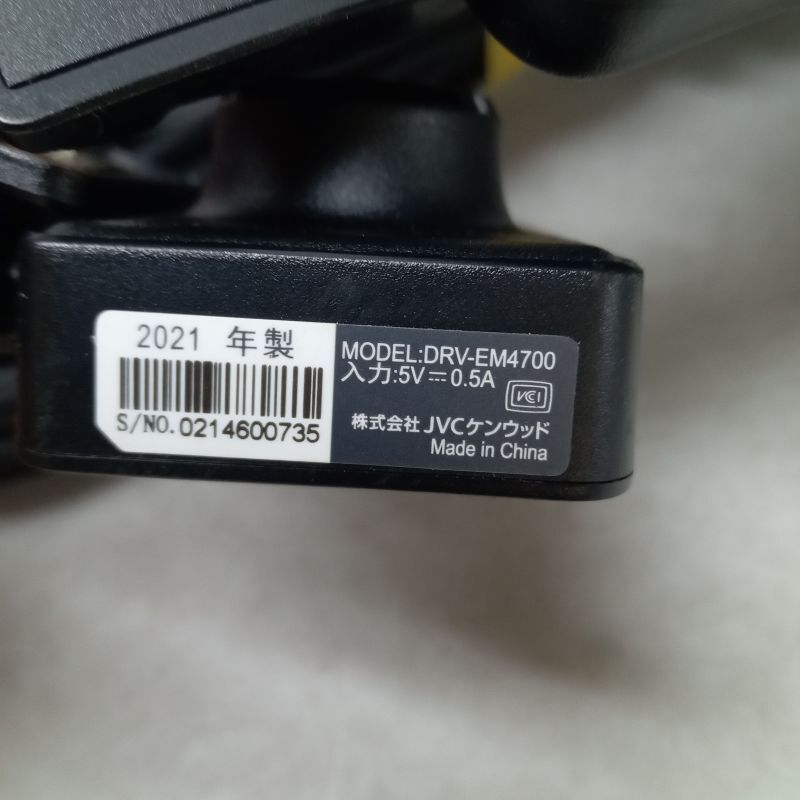 2021 年製
S/NO. 0214600735
MODEL:DRV-EM4700
入力:5V⎓0.5A
VCI
株式会社 JVCケンウッド
Made in China